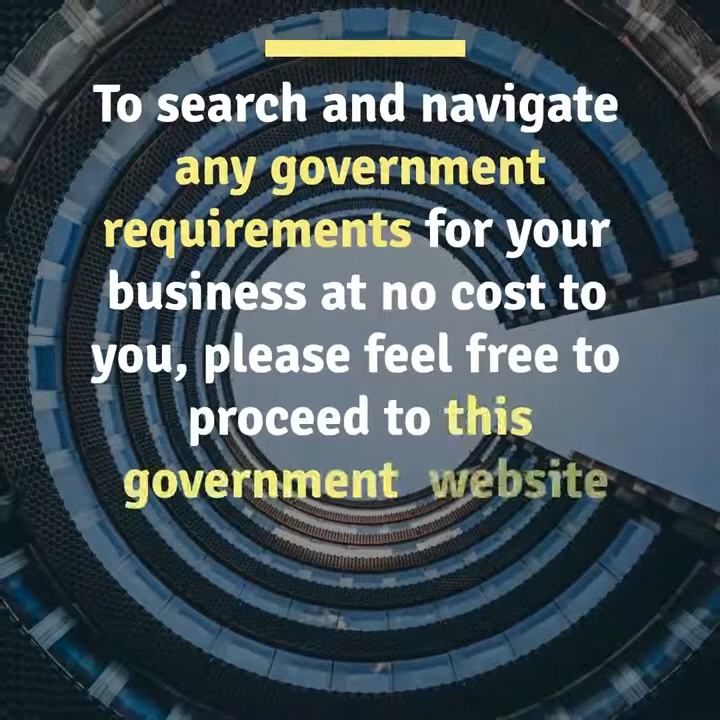 To search and navigate
any government
requirements for your
business at no cost to
you, please feel free to
proceed to this
government website